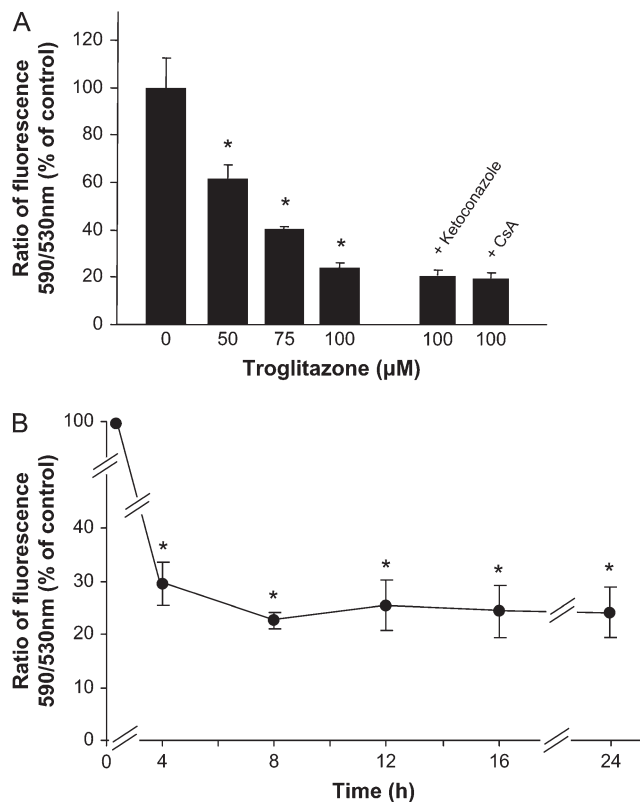 A
Ratio of fluorescence
590/530nm (% of control)
120
100
80
60
40
20
0
*
*
*
+ Ketoconazole
+ CsA
0 50 75 100 100 100
Troglitazone (μM)
B
Ratio of fluorescence
590/530nm (% of control)
100
40
30
20
10
0
*
*
*
*
*
0 4 8 12 16 24
Time (h)